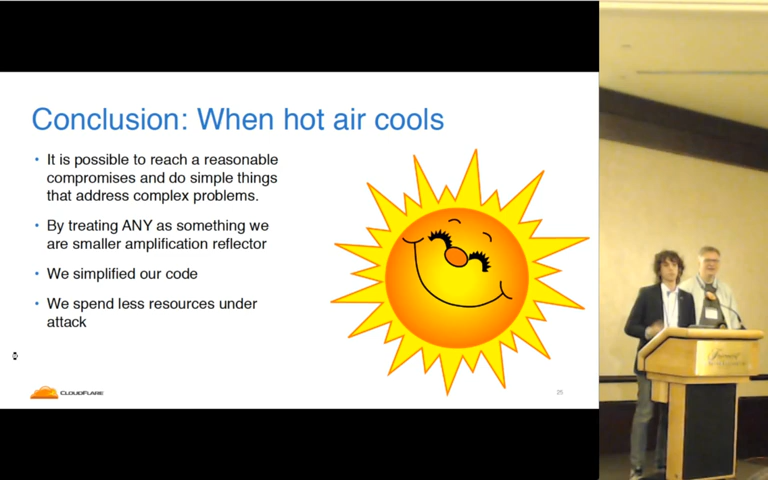 Conclusion: When hot air cools
• It is possible to reach a reasonable
compromises and do simple things
that address complex problems.
• By treating ANY as something we
are smaller amplification reflector
• We simplified our code
• We spend less resources under
attack
CLOUDFLARE
25
Fairmont